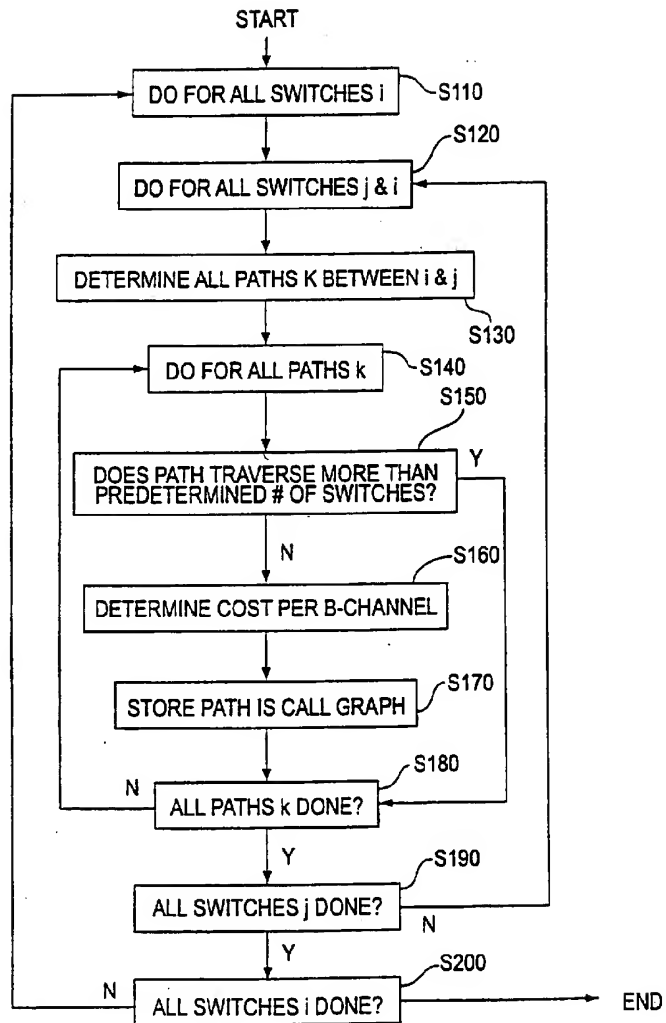 START
DO FOR ALL SWITCHES i
S110
S120
DO FOR ALL SWITCHES j & i
DETERMINE ALL PATHS K BETWEEN i & j
S130
DO FOR ALL PATHS k
S140
S150
DOES PATH TRAVERSE MORE THAN
PREDETERMINED # OF SWITCHES?
Y
N
S160
DETERMINE COST PER B-CHANNEL
S170
STORE PATH IS CALL GRAPH
S180
N
ALL PATHS k DONE?
Y
S190
ALL SWITCHES j DONE?
N
Y
S200
N
ALL SWITCHES i DONE?
END